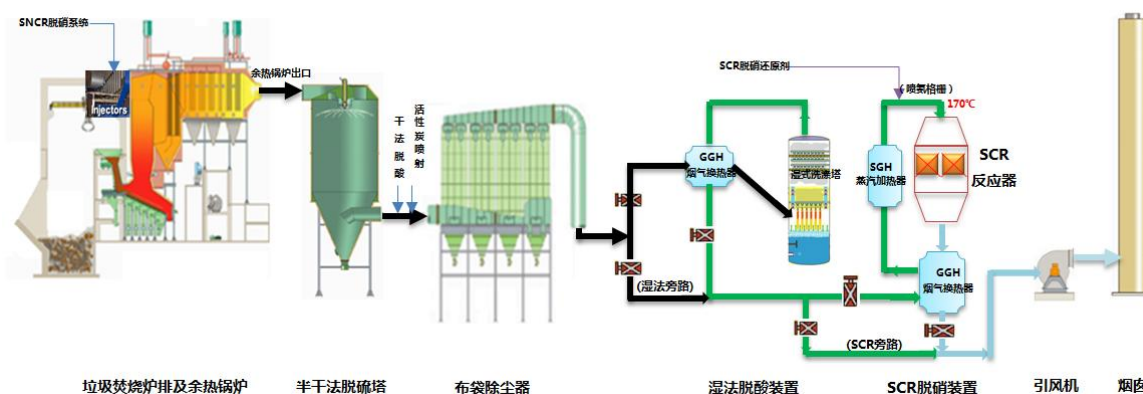 SNCR脱硝系统
Injectors
余热锅炉出口
干法脱酸
活性炭喷射
GGH
烟气换热器
湿式洗涤塔
(湿法旁路)
SCR脱硝还原剂
(喷氨格栅)
170℃
SGH
蒸汽加热器
SCR
反应器
GGH
烟气换热器
(SCR旁路)
垃圾焚烧炉排及余热锅炉
半干法脱硫塔
布袋除尘器
湿法脱酸装置
SCR脱硝装置
引风机
烟囱